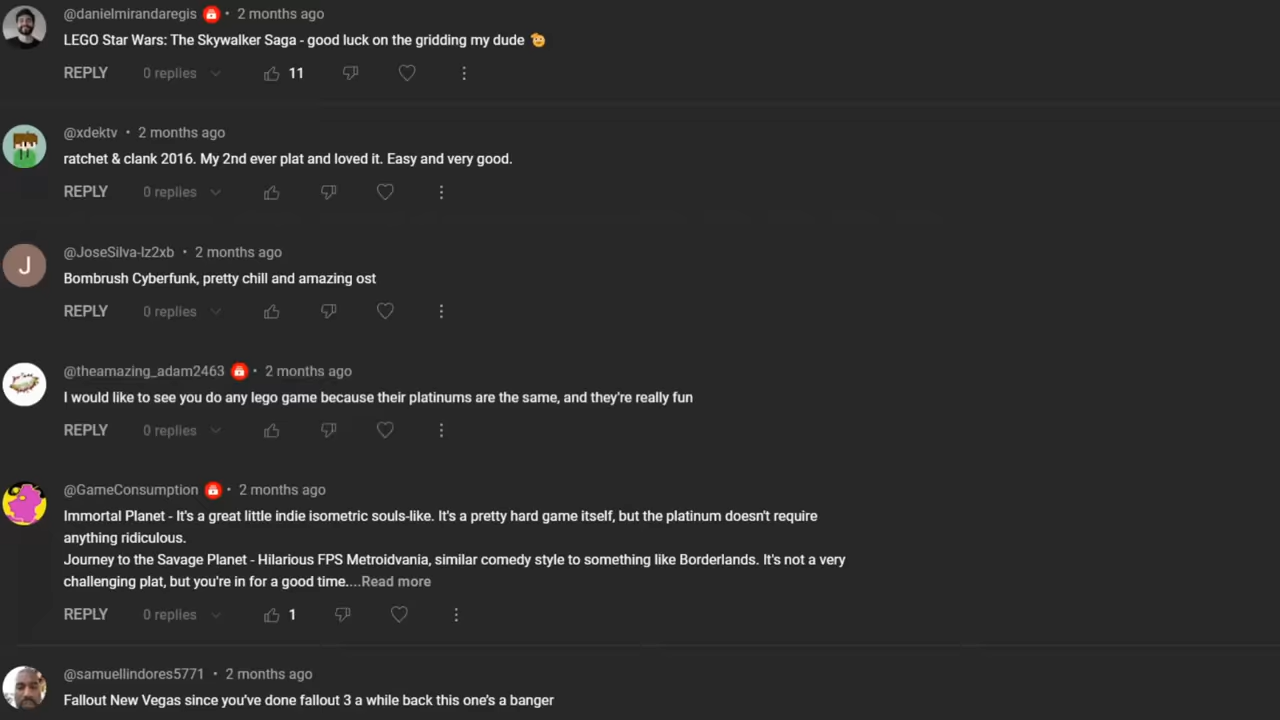 @danielmirandaregis • 2 months ago
LEGO Star Wars: The Skywalker Saga - good luck on the gridding my dude 🫡
REPLY 0 replies 11
@xdektv • 2 months ago
ratchet & clank 2016. My 2nd ever plat and loved it. Easy and very good.
REPLY 0 replies
J
@JoseSilva-lz2xb • 2 months ago
Bombrush Cyberfunk, pretty chill and amazing ost
REPLY 0 replies
@theamazing_adam2463 • 2 months ago
I would like to see you do any lego game because their platinums are the same, and they're really fun
REPLY 0 replies
@GameConsumption • 2 months ago
Immortal Planet - It's a great little indie isometric souls-like. It's a pretty hard game itself, but the platinum doesn't require
anything ridiculous.
Journey to the Savage Planet - Hilarious FPS Metroidvania, similar comedy style to something like Borderlands. It's not a very
challenging plat, but you're in for a good time....Read more
REPLY 0 replies 1
@samuellindores5771 • 2 months ago
Fallout New Vegas since you've done fallout 3 a while back this one's a banger